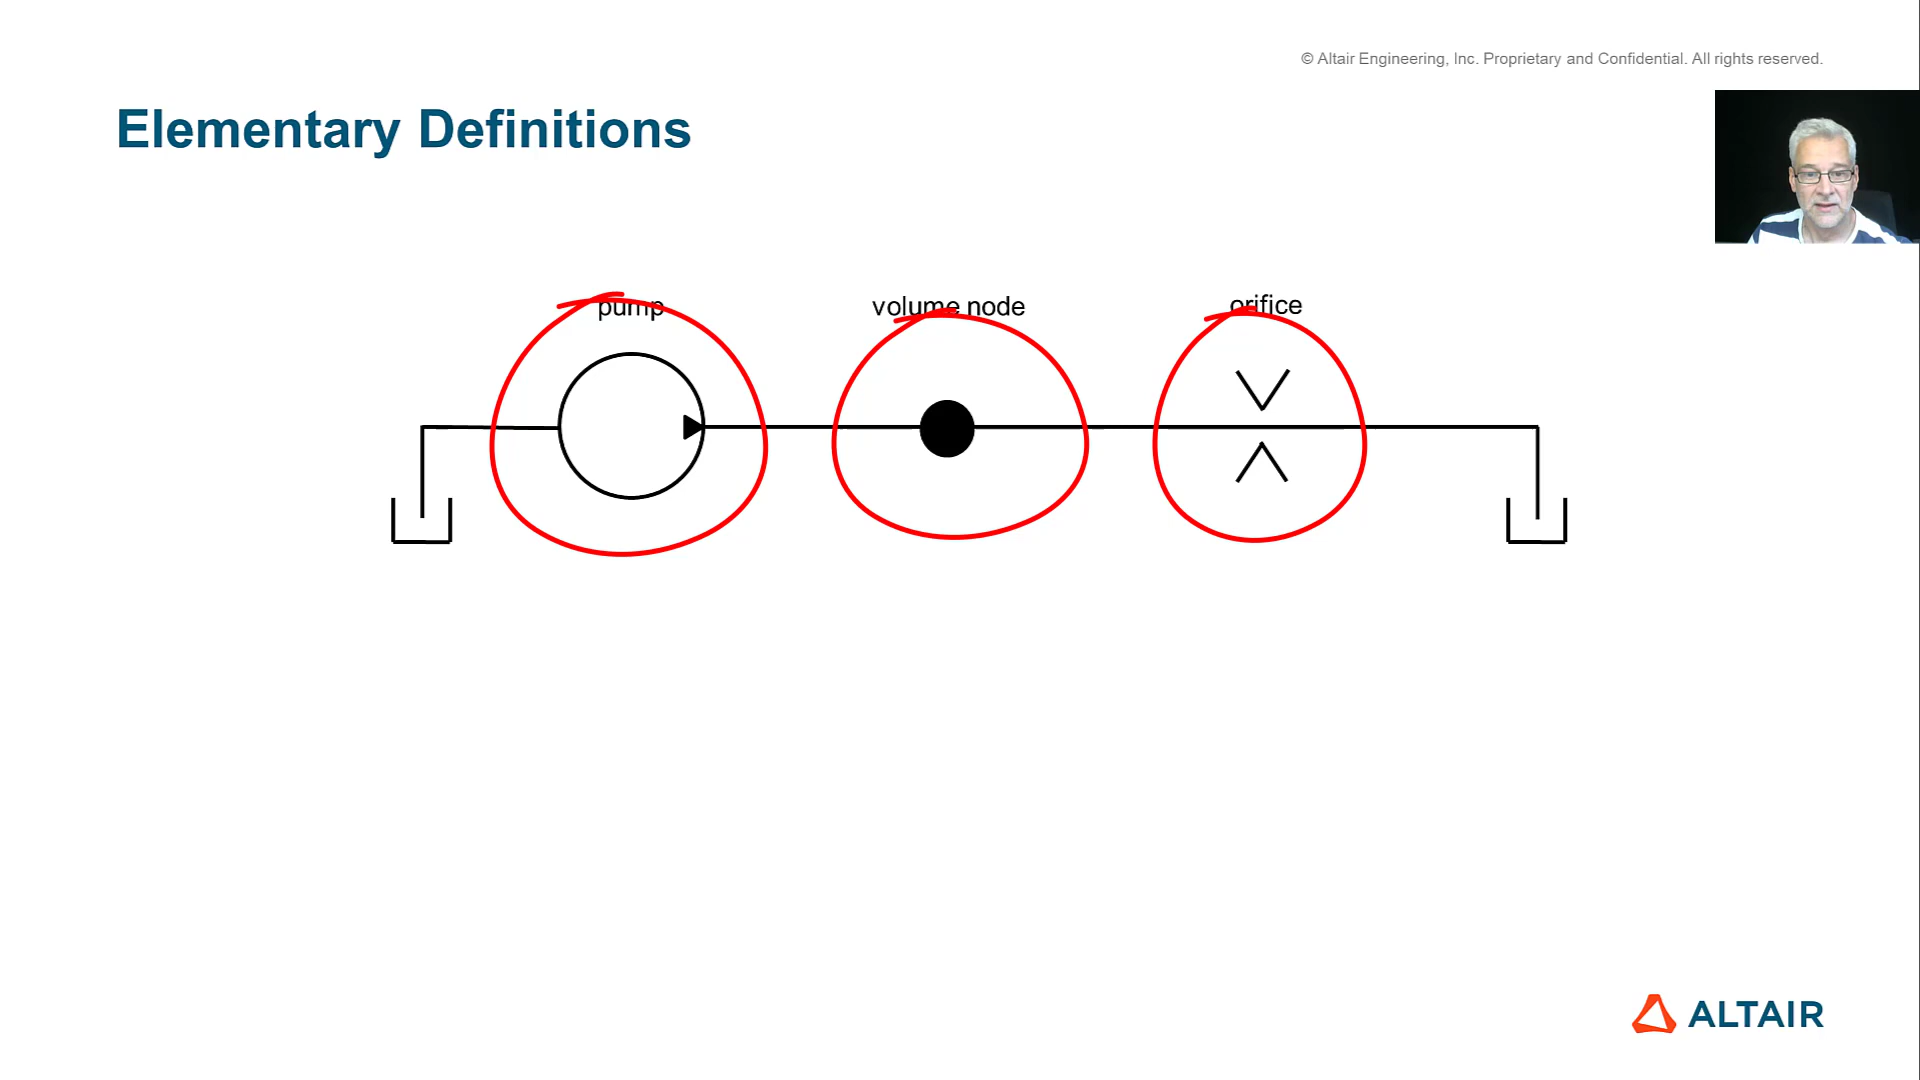 © Altair Engineering, Inc. Proprietary and Confidential. All rights reserved.
Elementary Definitions
pump
volume node
orifice
ALTAIR